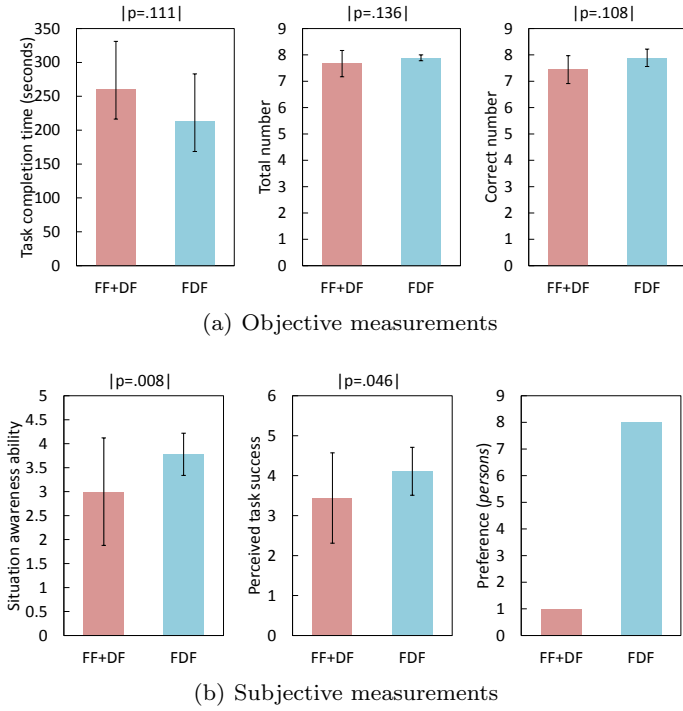 |p=.111|
Task completion time (seconds)
350
300
250
200
150
100
50
0
FF+DF FDF
|p=.136|
Total number
9
8
7
6
5
4
3
2
1
0
FF+DF FDF
|p=.108|
Correct number
9
8
7
6
5
4
3
2
1
0
FF+DF FDF
(a) Objective measurements
|p=.008|
Situation awareness ability
5
4.5
4
3.5
3
2.5
2
1.5
1
0.5
0
FF+DF FDF
|p=.046|
Perceived task success
6
5
4
3
2
1
0
FF+DF FDF
Preference (persons)
9
8
7
6
5
4
3
2
1
0
FF+DF FDF
(b) Subjective measurements